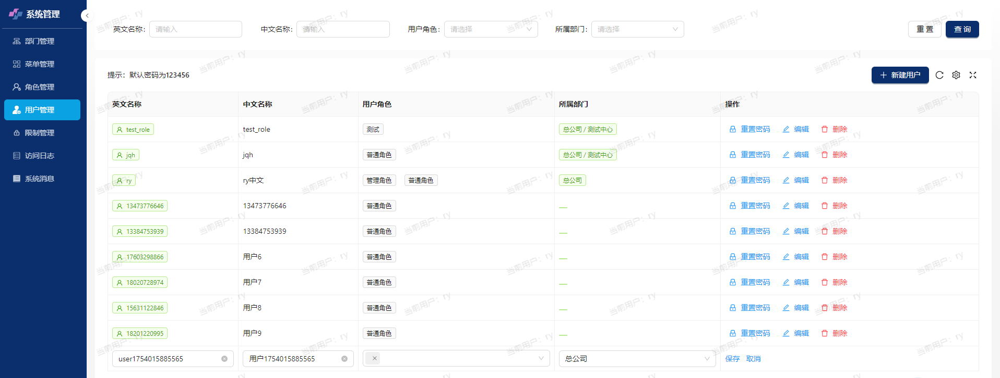 系统管理
部门管理
菜单管理
角色管理
用户管理
限制管理
访问日志
系统消息
英文名称： 请输入 中文名称： 请输入 用户角色： 请选择 所属部门： 请选择 重 置 查 询
提示：默认密码为123456 新建用户
英文名称 中文名称 用户角色 所属部门 操作
test_role test_role 测试 总公司 / 测试中心 重置密码 编辑 删除
jqh jqh 普通角色 总公司 / 测试中心 重置密码 编辑 删除
ry ry中文 管理角色 普通角色 总公司 重置密码 编辑 删除
13473776646 13473776646 普通角色 重置密码 编辑 删除
13384753939 13384753939 普通角色 重置密码 编辑 删除
17603298866 用户6 普通角色 重置密码 编辑 删除
18020728974 用户7 普通角色 重置密码 编辑 删除
15631122846 用户8 普通角色 重置密码 编辑 删除
18201220995 用户9 普通角色 重置密码 编辑 删除
user1754015885565 用户1754015885565 总公司 保存 取消
当前用户：ry